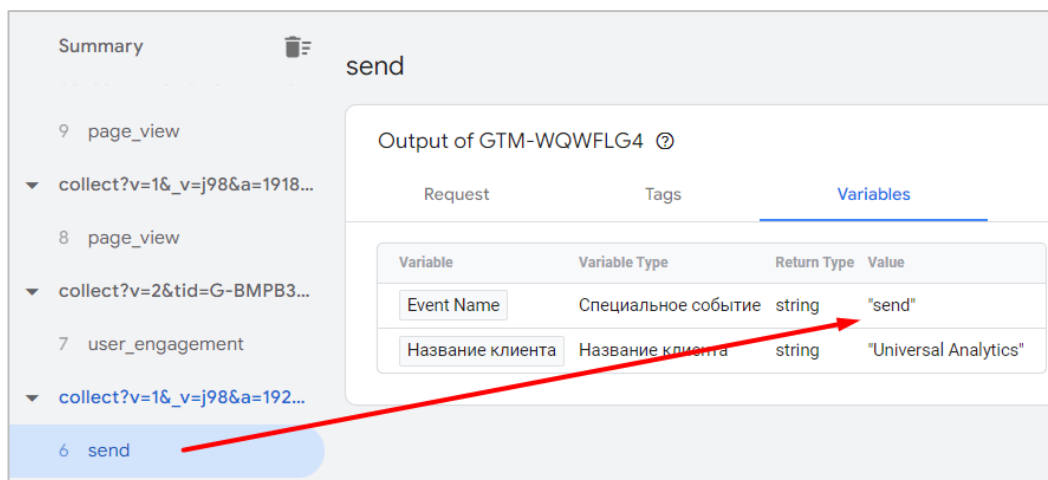 Summary
9 page_view
collect?v=1&_v=j98&a=1918...
8 page_view
collect?v=2&tid=G-BMPB3...
7 user_engagement
collect?v=1&_v=j98&a=192...
6 send
send
Output of GTM-WQWFLG4
Request Tags Variables
Variable Variable Type Return Type Value
Event Name Специальное событие string "send"
Название клиента Название клиента string "Universal Analytics"